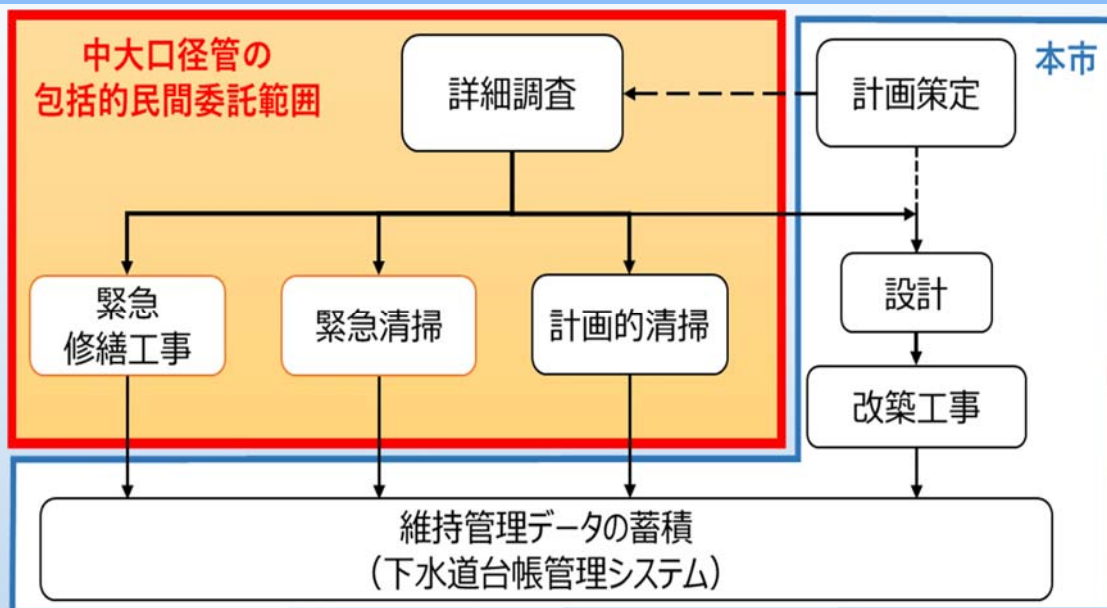 中大口径管の
包括的民間委託範囲
詳細調査
計画策定
本市
緊急
修繕工事
緊急清掃
計画的清掃
設計
改築工事
維持管理データの蓄積
（下水道台帳管理システム）